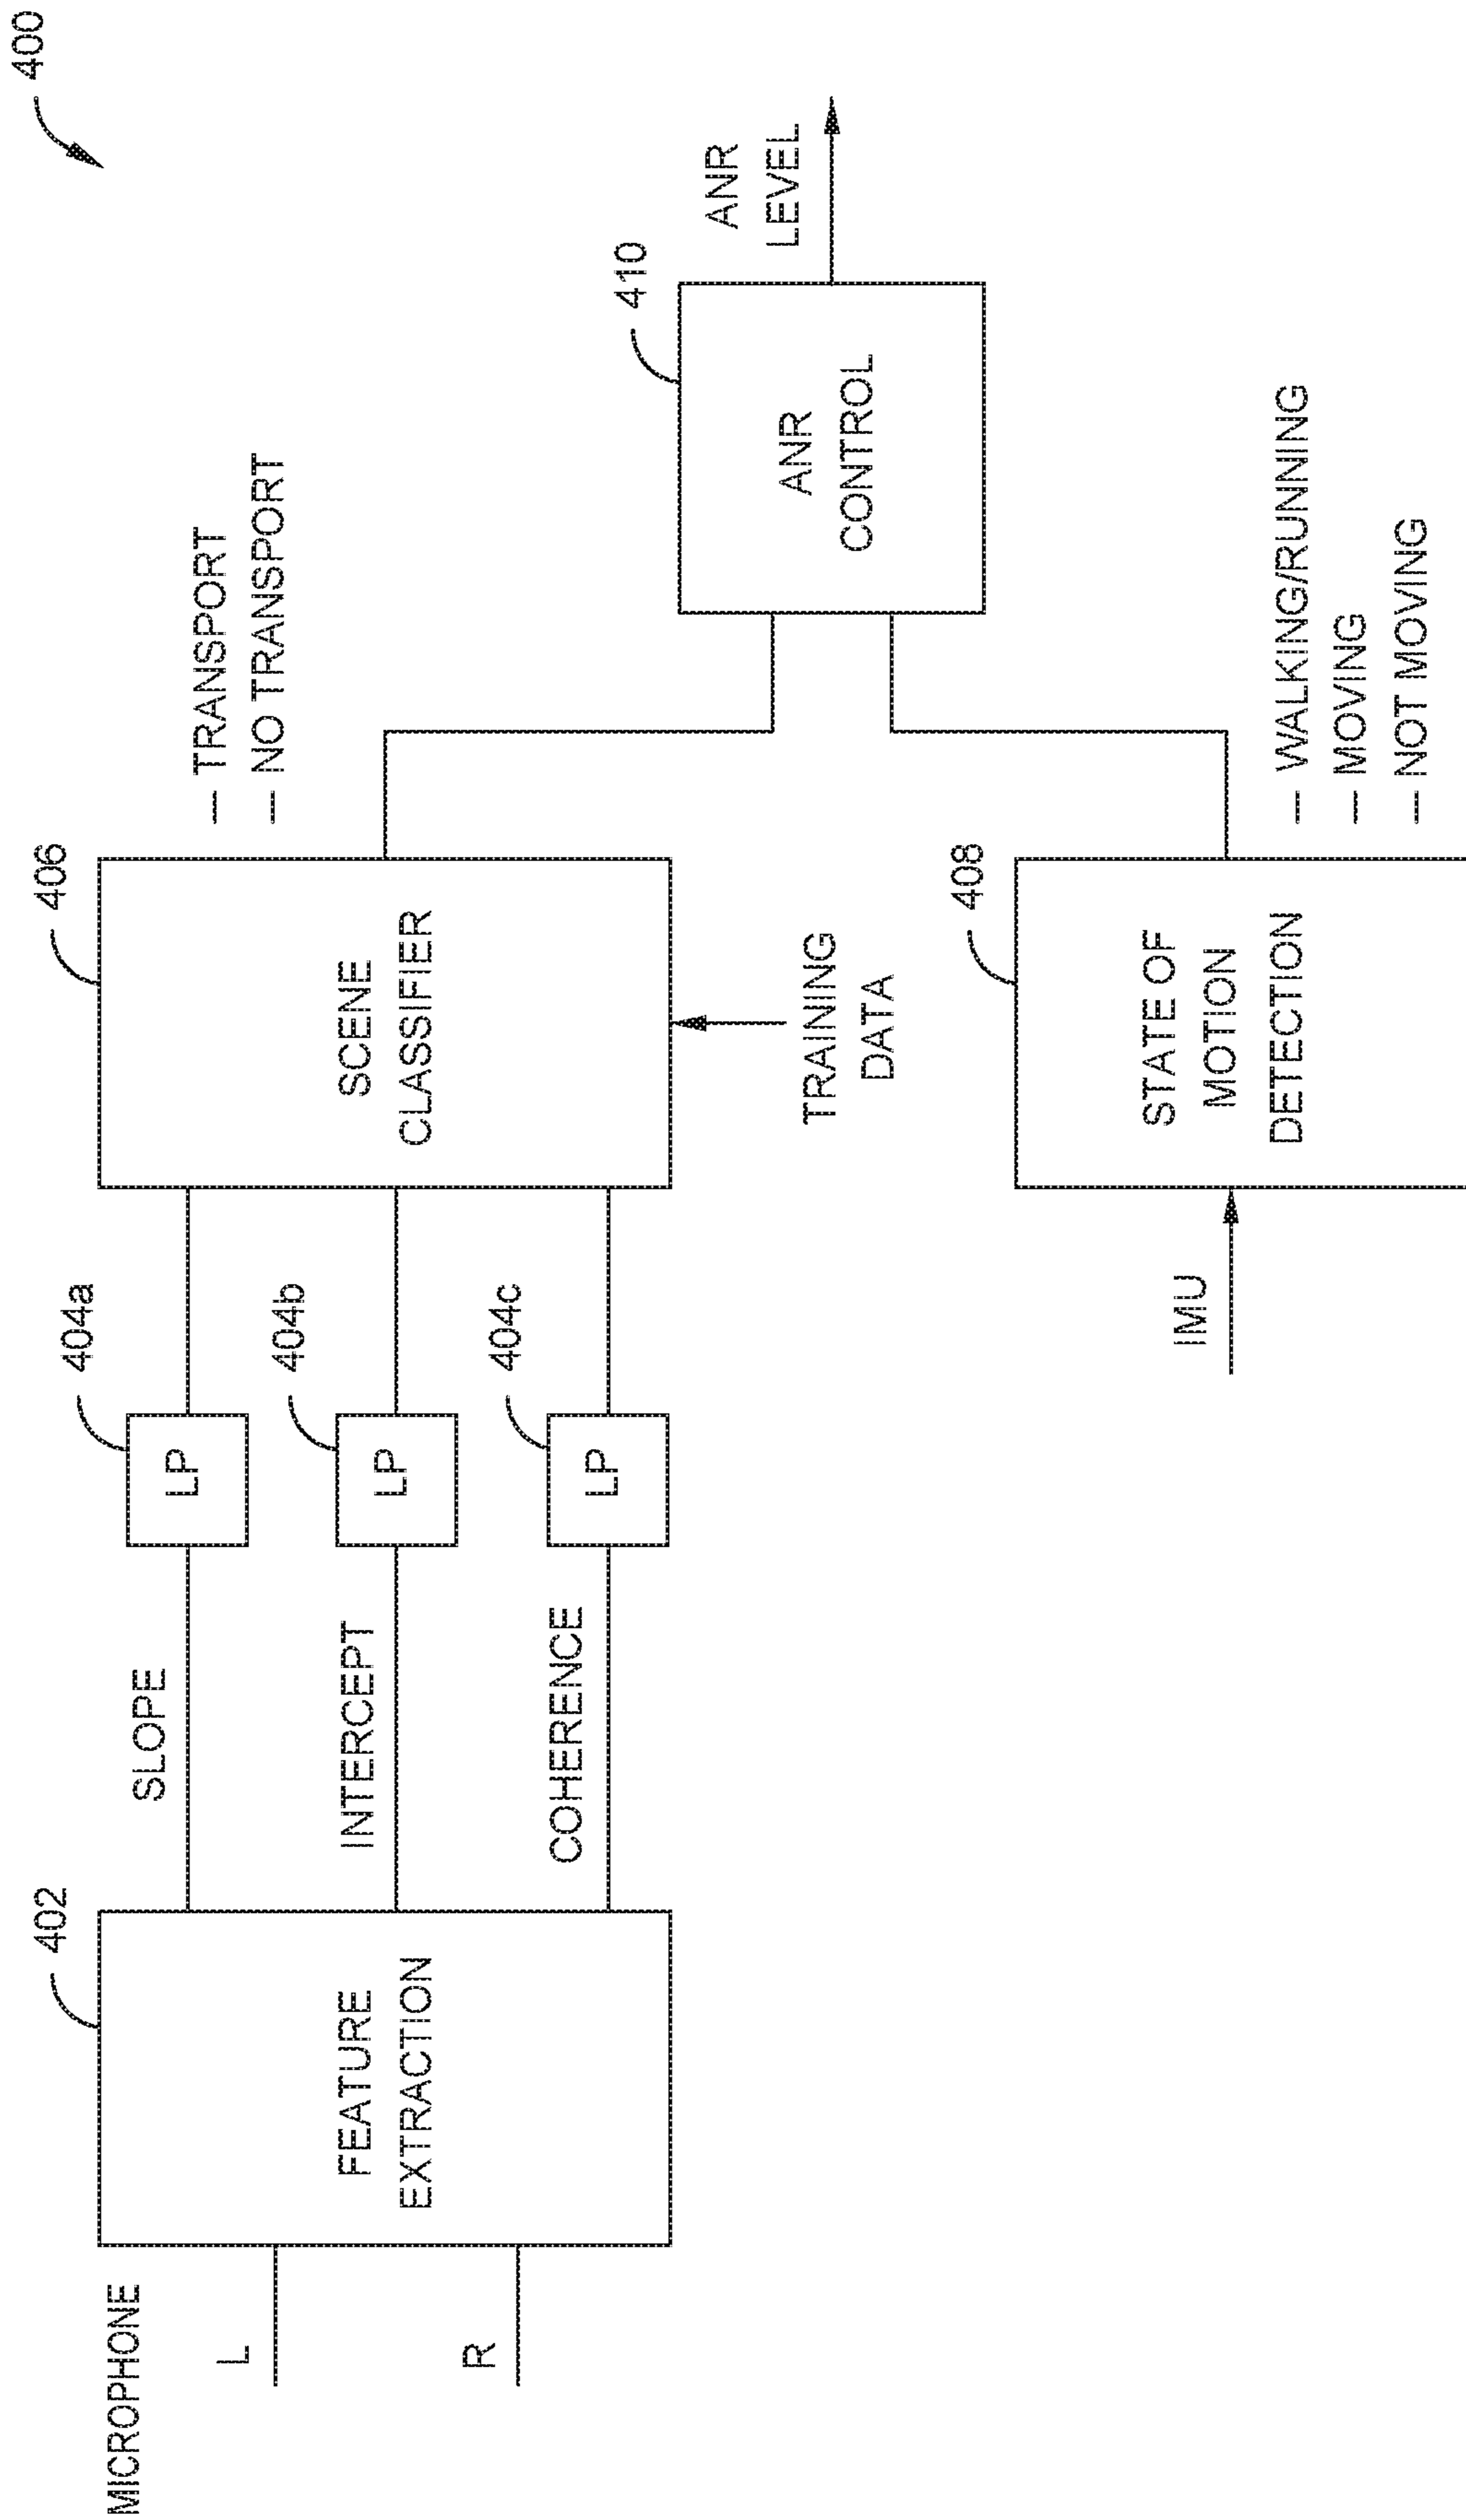 400
MICROPHONE
L
R
402
FEATURE
EXTRACTION
SLOPE
INTERCEPT
COHERENCE
404a
LP
404b
LP
404c
LP
406
SCENE
CLASSIFIER
TRAINING
DATA
— TRANSPORT
— NO TRANSPORT
IMU
408
STATE OF
MOTION
DETECTION
— WALKING/RUNNING
— MOVING
— NOT MOVING
410
ANR
CONTROL
ANR
LEVEL